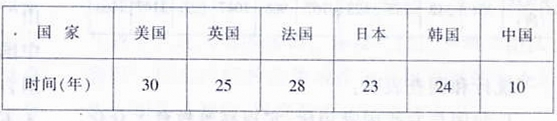 国 家 美国 英国 法国 日本 韩国 中国
时间(年) 30 25 28 23 24 10